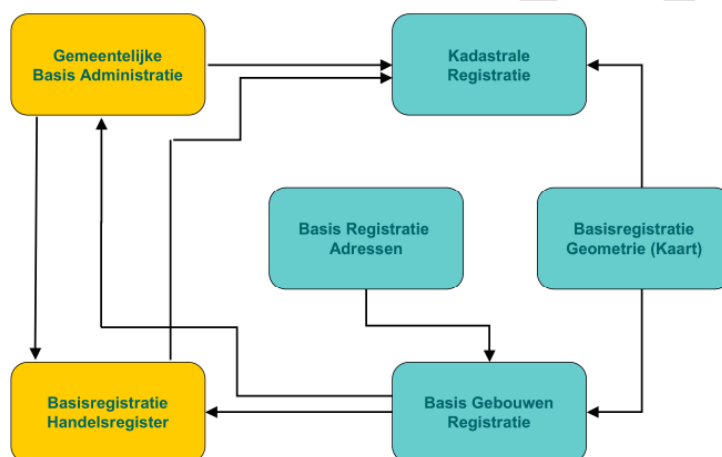 Gemeentelijke
Basis Administratie
Kadastrale
Registratie
Basis Registratie
Adressen
Basisregistratie
Geometrie (Kaart)
Basisregistratie
Handelsregister
Basis Gebouwen
Registratie